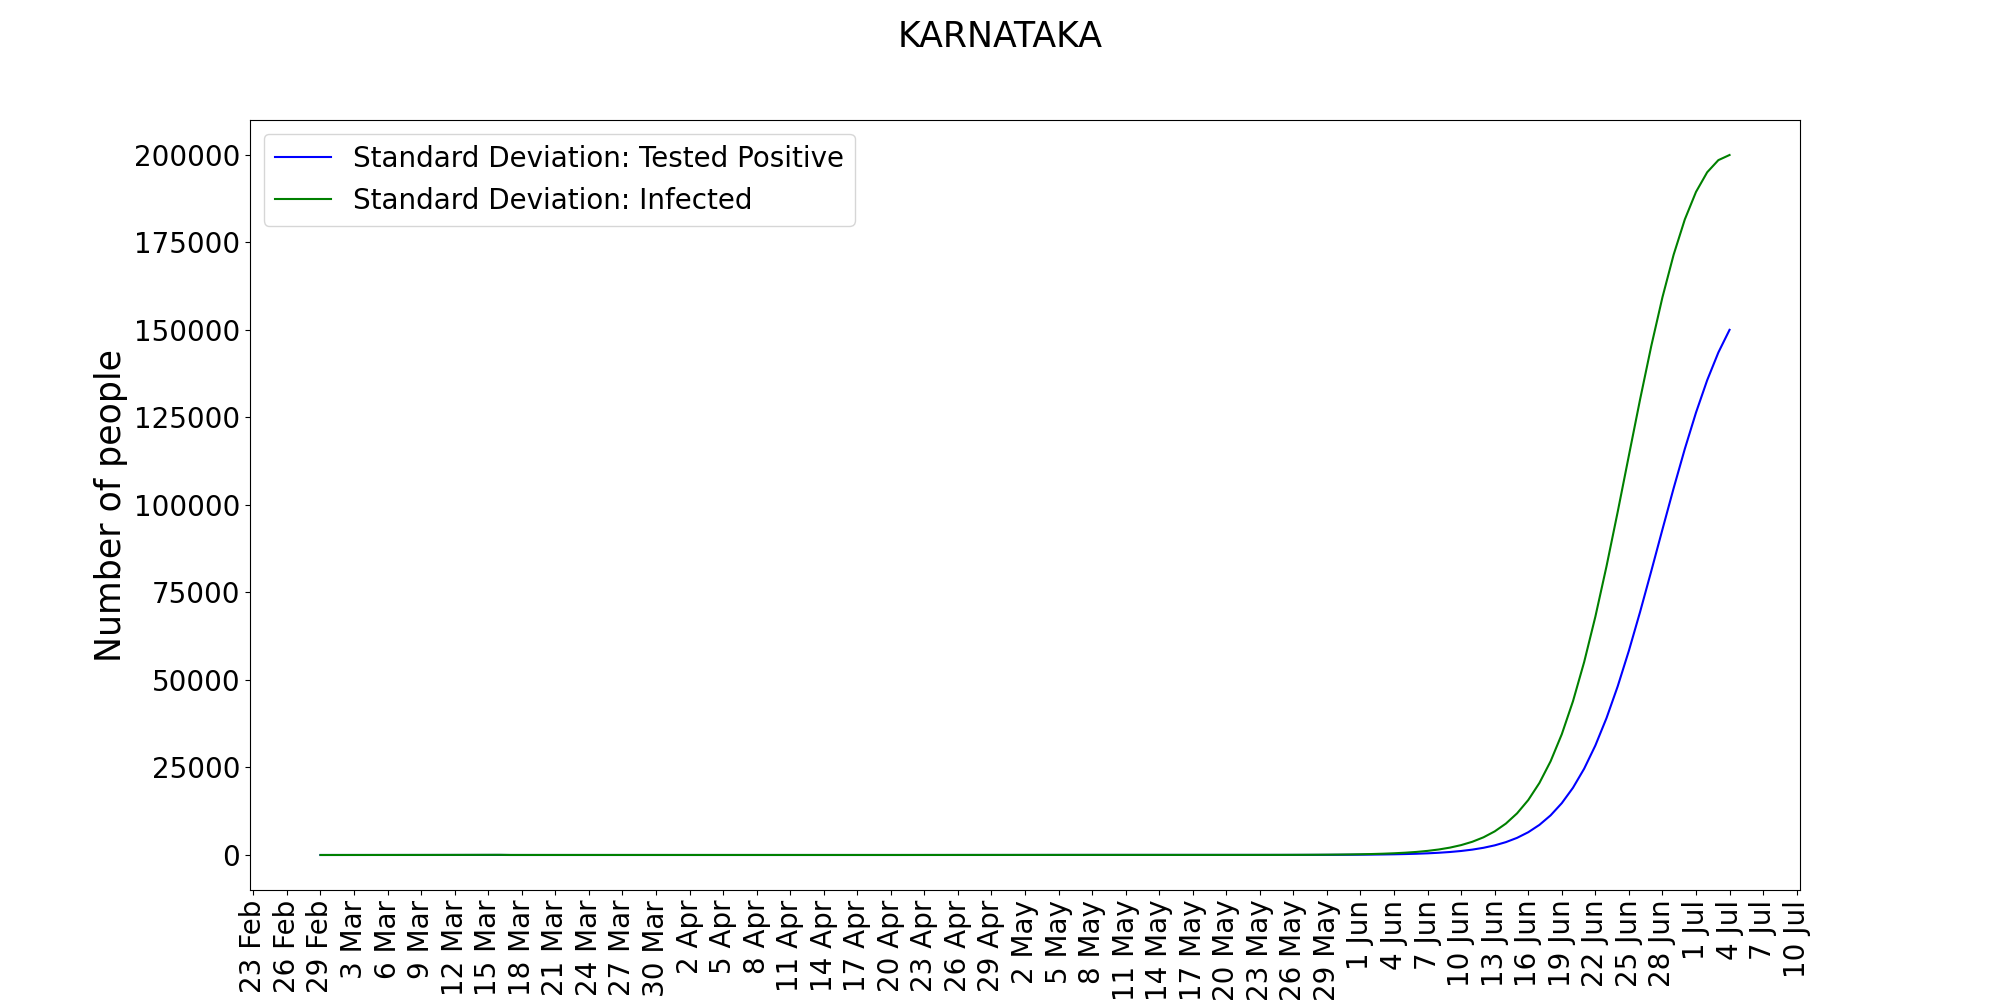 KARNATAKA
Standard Deviation: Tested Positive
Standard Deviation: Infected
Number of people
200000
175000
150000
125000
100000
75000
50000
25000
0
23 Feb
26 Feb
29 Feb
3 Mar
6 Mar
9 Mar
12 Mar
15 Mar
18 Mar
21 Mar
24 Mar
27 Mar
30 Mar
2 Apr
5 Apr
8 Apr
11 Apr
14 Apr
17 Apr
20 Apr
23 Apr
26 Apr
29 Apr
2 May
5 May
8 May
11 May
14 May
17 May
20 May
23 May
26 May
29 May
1 Jun
4 Jun
7 Jun
10 Jun
13 Jun
16 Jun
19 Jun
22 Jun
25 Jun
28 Jun
1 Jul
4 Jul
7 Jul
10 Jul